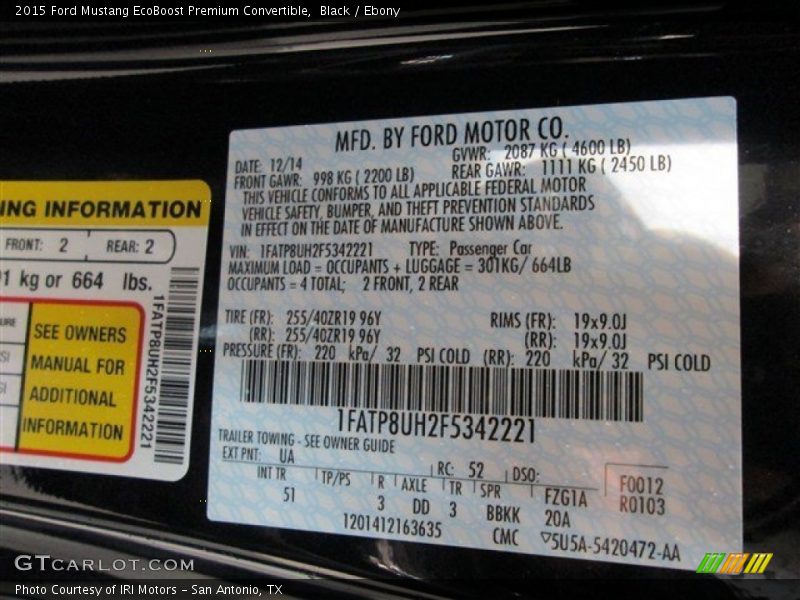 2015 Ford Mustang EcoBoost Premium Convertible, Black / Ebony
NG INFORMATION
FRONT: 2 REAR: 2
1 kg or 664 lbs.
SEE OWNERS
MANUAL FOR
ADDITIONAL
INFORMATION
1FATP8UH2F5342221
MFD. BY FORD MOTOR CO.
DATE: 12/14 GVWR: 2087 KG ( 4600 LB)
FRONT GAWR: 998 KG ( 2200 LB) REAR GAWR: 1111 KG ( 2450 LB)
THIS VEHICLE CONFORMS TO ALL APPLICABLE FEDERAL MOTOR
VEHICLE SAFETY, BUMPER, AND THEFT PREVENTION STANDARDS
IN EFFECT ON THE DATE OF MANUFACTURE SHOWN ABOVE.
VIN: 1FATP8UH2F5342221 TYPE: Passenger Car
MAXIMUM LOAD = OCCUPANTS + LUGGAGE = 301KG/ 664LB
OCCUPANTS = 4 TOTAL; 2 FRONT, 2 REAR
TIRE (FR): 255/40ZR19 96Y RIMS (FR): 19x9.0J
(RR): 255/40ZR19 96Y (RR): 19x9.0J
PRESSURE (FR): 220 kPa/ 32 PSI COLD (RR): 220 kPa/ 32 PSI COLD
1FATP8UH2F5342221
TRAILER TOWING - SEE OWNER GUIDE
EXT PNT: UA RC: 52 DSO: F0012
INT TR TP/PS R AXLE TR SPR FZG1A R0103
51 3 DD 3 BBKK 20A
1201412163635 CMC 5U5A-5420472-AA
GTCARLOT.COM
Photo Courtesy of IRI Motors – San Antonio, TX